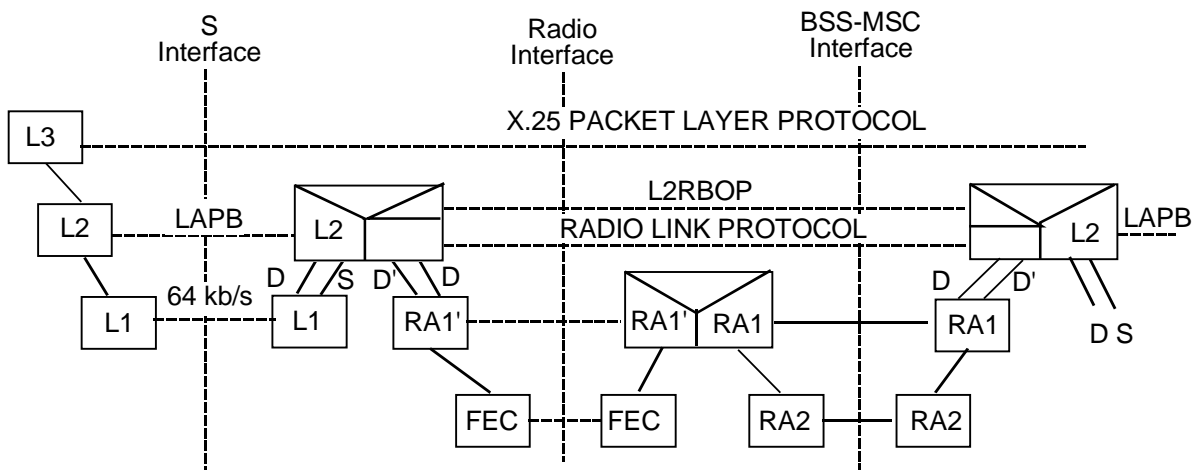 S
Interface
Radio
Interface
BSS-MSC
Interface
X.25 PACKET LAYER PROTOCOL
L3
L2RBOP
L2
LAPB
L2
RADIO LINK PROTOCOL
L2
LAPB
D
S
D'
D
D
D'
64 kb/s
L1
L1
RA1'
RA1'
RA1
RA1
D S
FEC
FEC
RA2
RA2